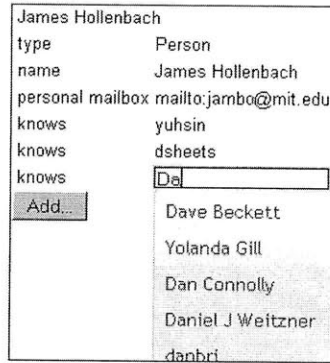 James Hollenbach
type Person
name James Hollenbach
personal mailbox mailto:jambo@mit.edu
knows yuhsin
knows dsheets
knows Da
Add...
Dave Beckett
Yolanda Gill
Dan Connolly
Daniel J Weitzner
danbri